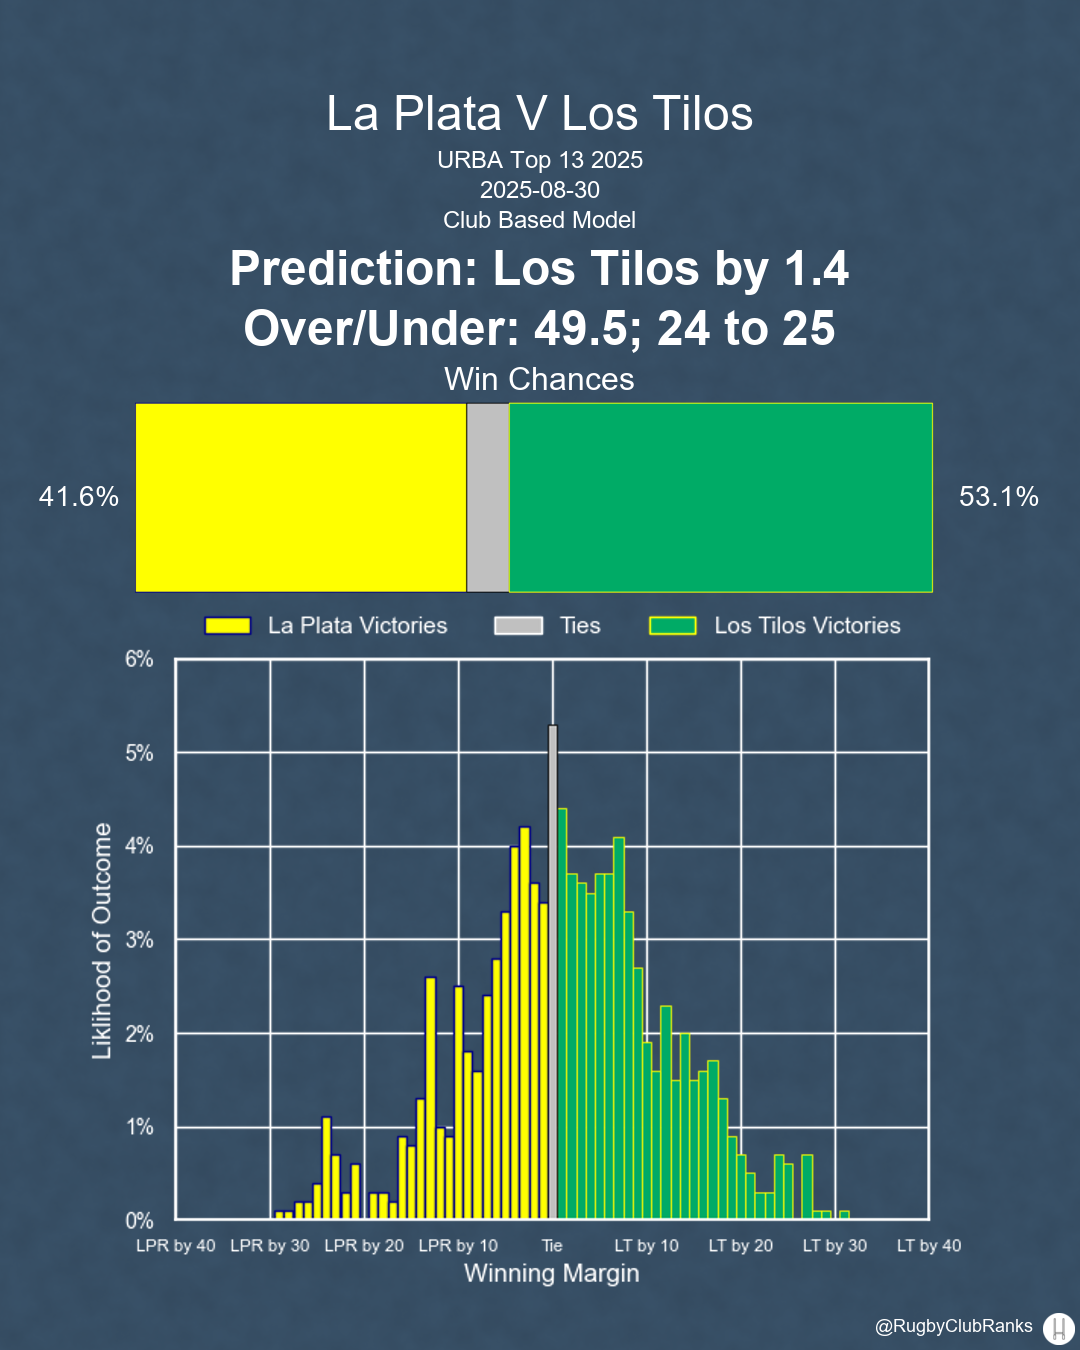 La Plata V Los Tilos
URBA Top 13 2025
2025-08-30
Club Based Model
Prediction: Los Tilos by 1.4
Over/Under: 49.5; 24 to 25
Win Chances
41.6%
53.1%
La Plata Victories
Ties
Los Tilos Victories
6%
5%
4%
3%
2%
1%
0%
Liklihood of Outcome
LPR by 40 LPR by 30 LPR by 20 LPR by 10 Tie LT by 10 LT by 20 LT by 30 LT by 40
Winning Margin
@RugbyClubRanks